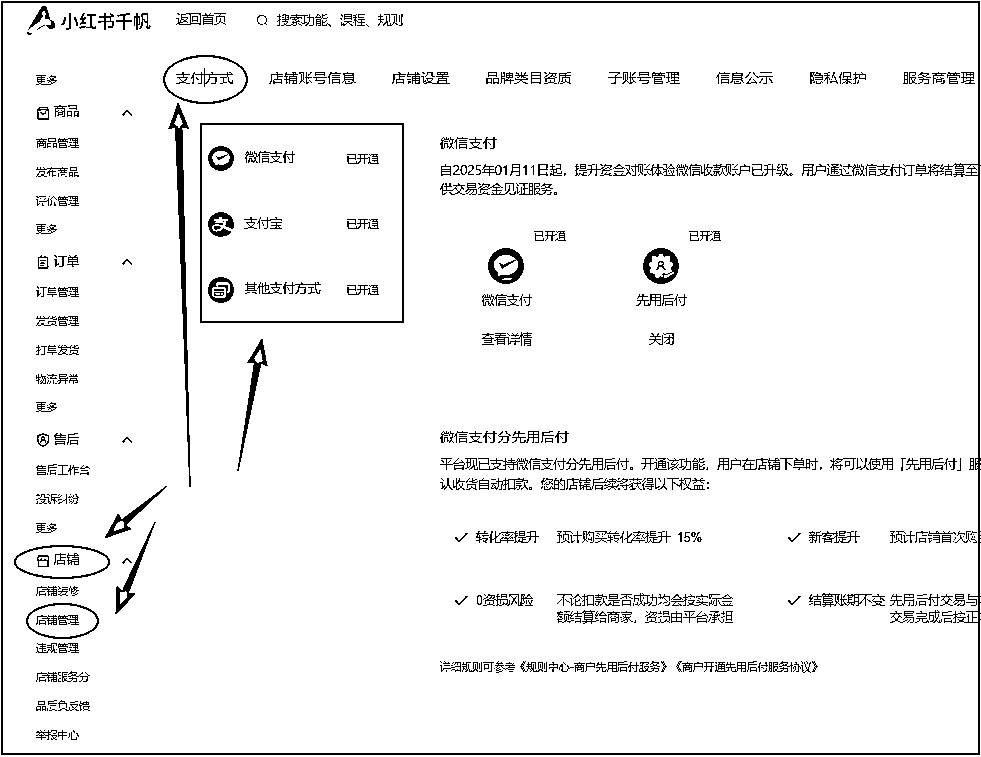 小红书千帆 返回首页 搜索功能、课程、规则
支付方式 店铺账号信息 店铺设置 品牌类目资质 子账号管理 信息公示 隐私保护 服务商管理
更多
商品
商品管理
发布商品
评价管理
更多
订单
订单管理
发货管理
打单发货
物流异常
更多
售后
售后工作台
投诉纠纷
更多
店铺
店铺装修
店铺管理
违规管理
店铺服务分
品质负反馈
举报中心
微信支付 已开通
支付宝 已开通
其他支付方式 已开通
微信支付
自2025年01月11日起，提升资金对账体验微信收款账户已升级。用户通过微信支付订单将结算至
供交易资金见证服务。
已开通 已开通
微信支付 先用后付
查看详情 关闭
微信支付分先用后付
平台现已支持微信支付分先用后付。开通该功能，用户在店铺下单时，将可以使用「先用后付」服
认收货自动扣款。您的店铺后续将获得以下权益：
转化率提升 预计购买转化率提升 15% 新客提升 预计店铺首次购
0资损风险 不论扣款是否成功均会按实际金 结算账期不变 先用后付交易与
额结算给商家，资损由平台承担 交易完成后按正
详细规则可参考《规则中心-商户先用后付服务》《商户开通先用后付服务协议》